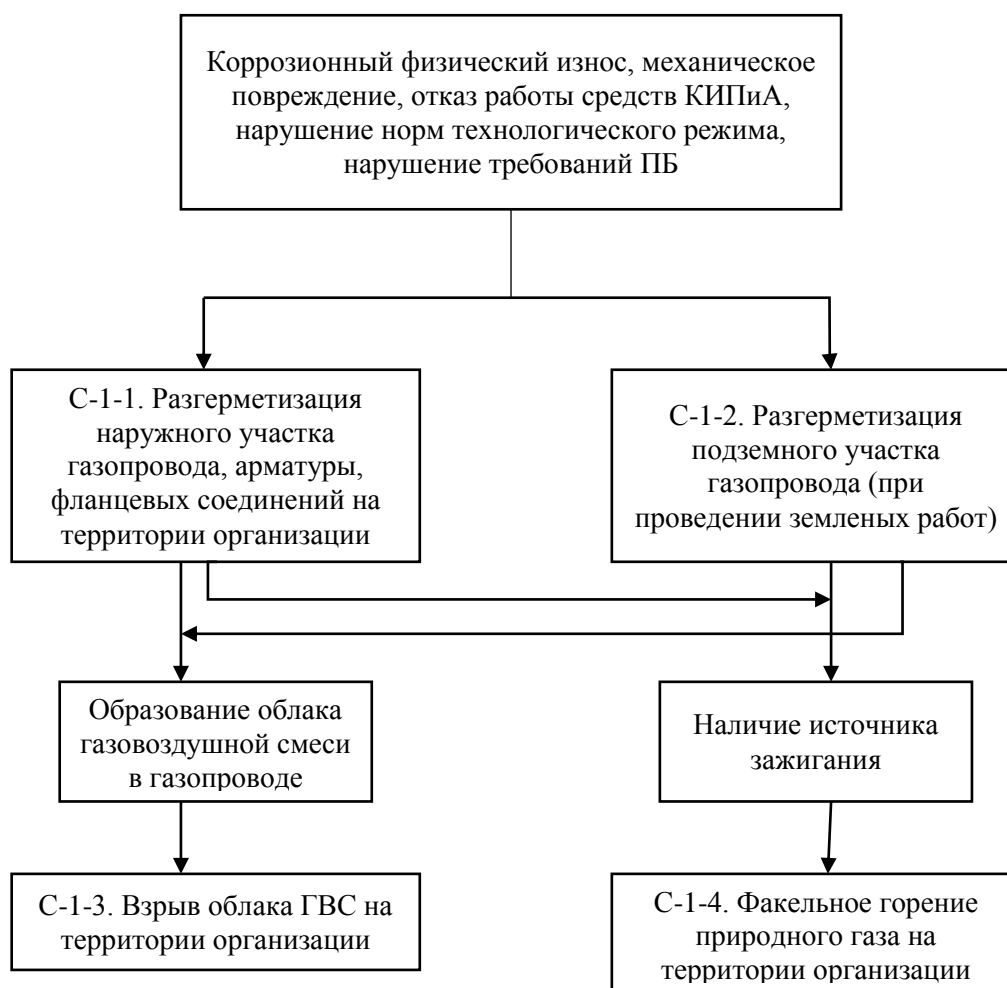 Коррозионный физический износ, механическое
повреждение, отказ работы средств КИПиА,
нарушение норм технологического режима,
нарушение требований ПБ
С-1-1. Разгерметизация
наружного участка
газопровода, арматуры,
фланцевых соединений на
территории организации
С-1-2. Разгерметизация
подземного участка
газопровода (при
проведении земленых работ)
Образование облака
газовоздушной смеси
в газопроводе
Наличие источника
зажигания
С-1-3. Взрыв облака ГВС на
территории организации
С-1-4. Факельное горение
природного газа на
территории организации